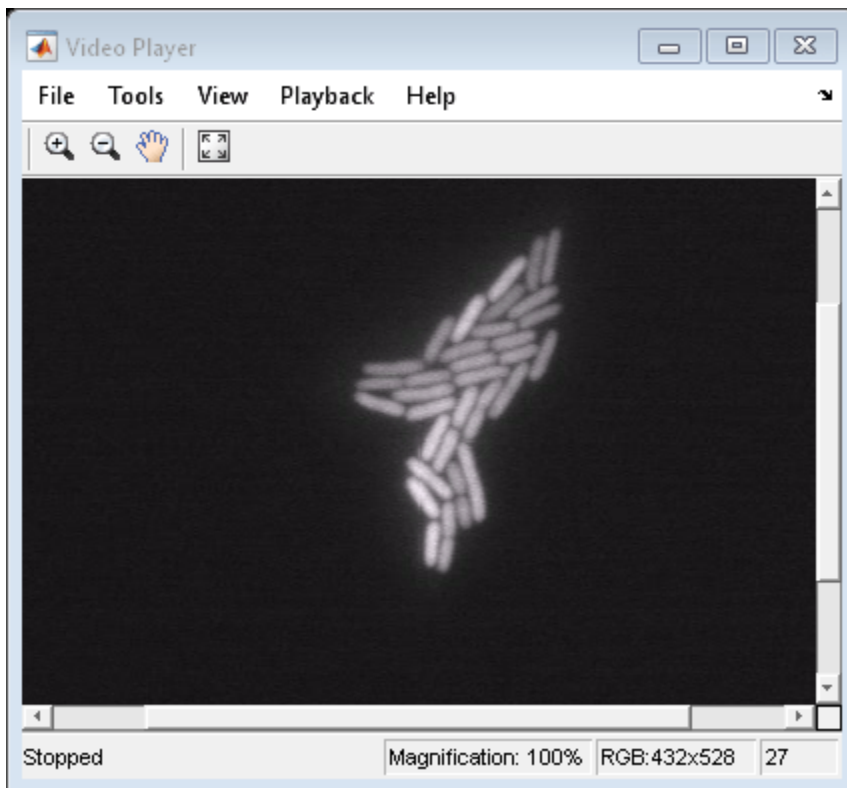 Video Player
File Tools View Playback Help
Stopped Magnification: 100% RGB:432x528 27